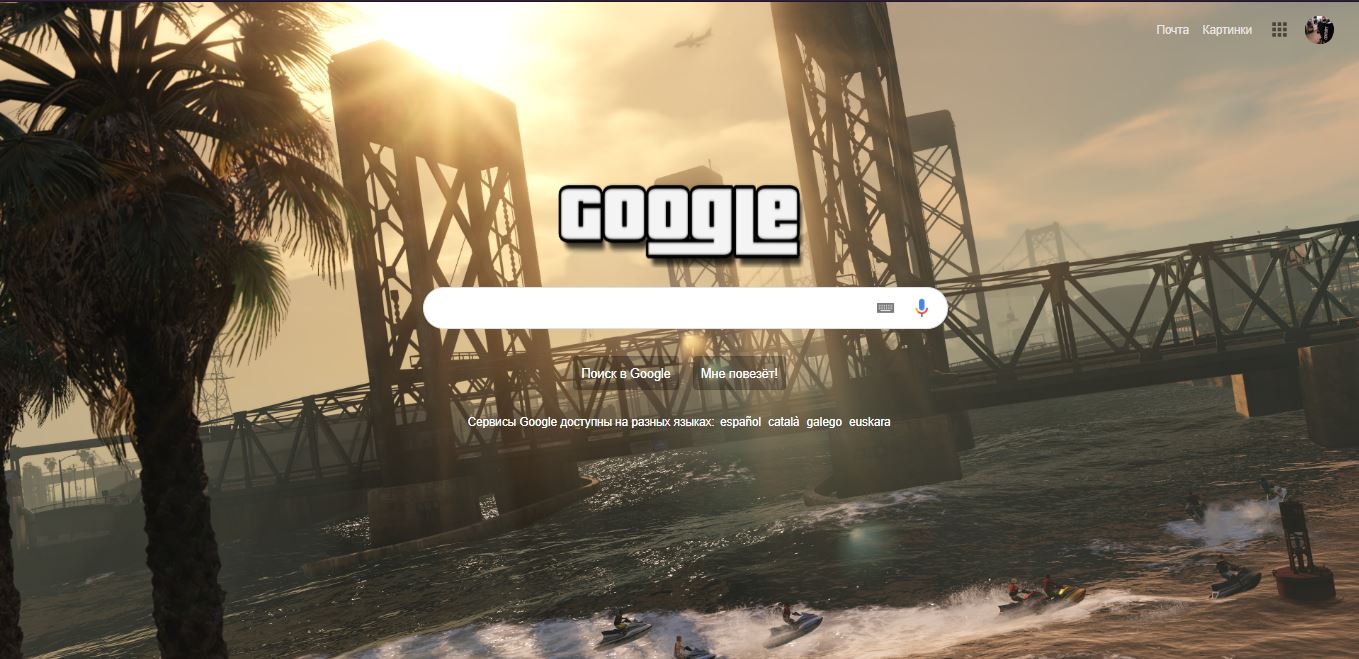 Почта Картинки
Google
Поиск в Google Мне повезёт!
Сервисы Google доступны на разных языках: español català galego euskara